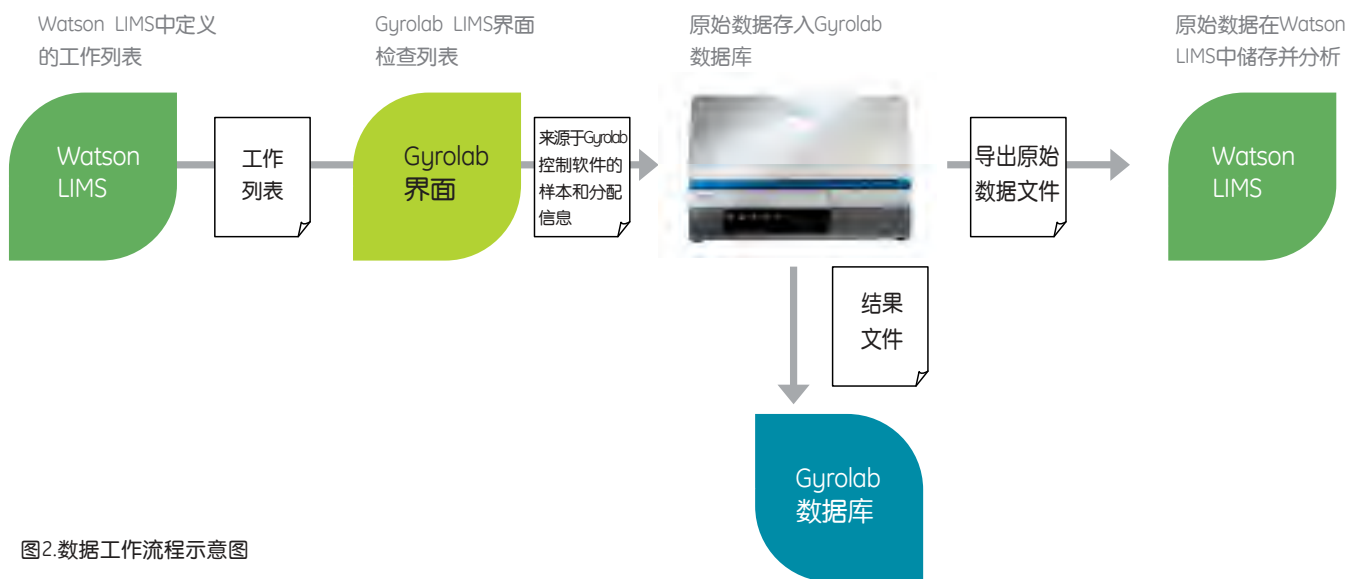 Watson LIMS中定义
的工作列表
Gyrolab LIMS界面
检查列表
原始数据存入Gyrolab
数据库
原始数据在Watson
LIMS中储存并分析
Watson
LIMS
工作
列表
Gyrolab
界面
来源于Gyrolab
控制软件的
样本和分配
信息
导出原始
数据文件
Watson
LIMS
结果
文件
Gyrolab
数据库
图2.数据工作流程示意图